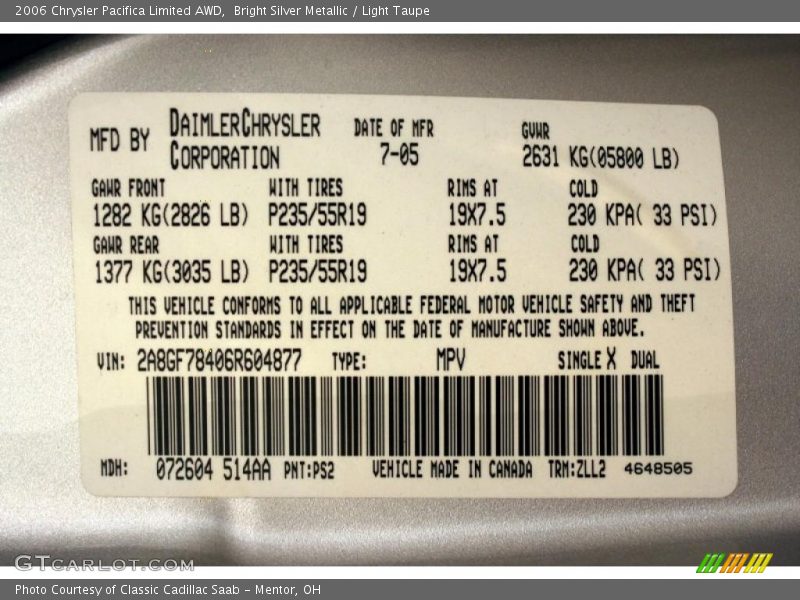 2006 Chrysler Pacifica Limited AWD,  Bright Silver Metallic / Light Taupe
MFD BY DAIMLERCHRYSLER CORPORATION DATE OF MFR 7-05 GVWR 2631 KG(05800 LB)
GAWR FRONT WITH TIRES RIMS AT COLD
1282 KG(2826 LB) P235/55R19 19X7.5 230 KPA( 33 PSI)
GAWR REAR WITH TIRES RIMS AT COLD
1377 KG(3035 LB) P235/55R19 19X7.5 230 KPA( 33 PSI)
THIS VEHICLE CONFORMS TO ALL APPLICABLE FEDERAL MOTOR VEHICLE SAFETY AND THEFT
PREVENTION STANDARDS IN EFFECT ON THE DATE OF MANUFACTURE SHOWN ABOVE.
VIN: 2A8GF78406R604877 TYPE: MPV SINGLE X DUAL
MDH: 072604 514AA PNT:PS2 VEHICLE MADE IN CANADA TRM:ZLL2 4648505
GTCARLOT.COM
Photo Courtesy of Classic Cadillac Saab - Mentor, OH